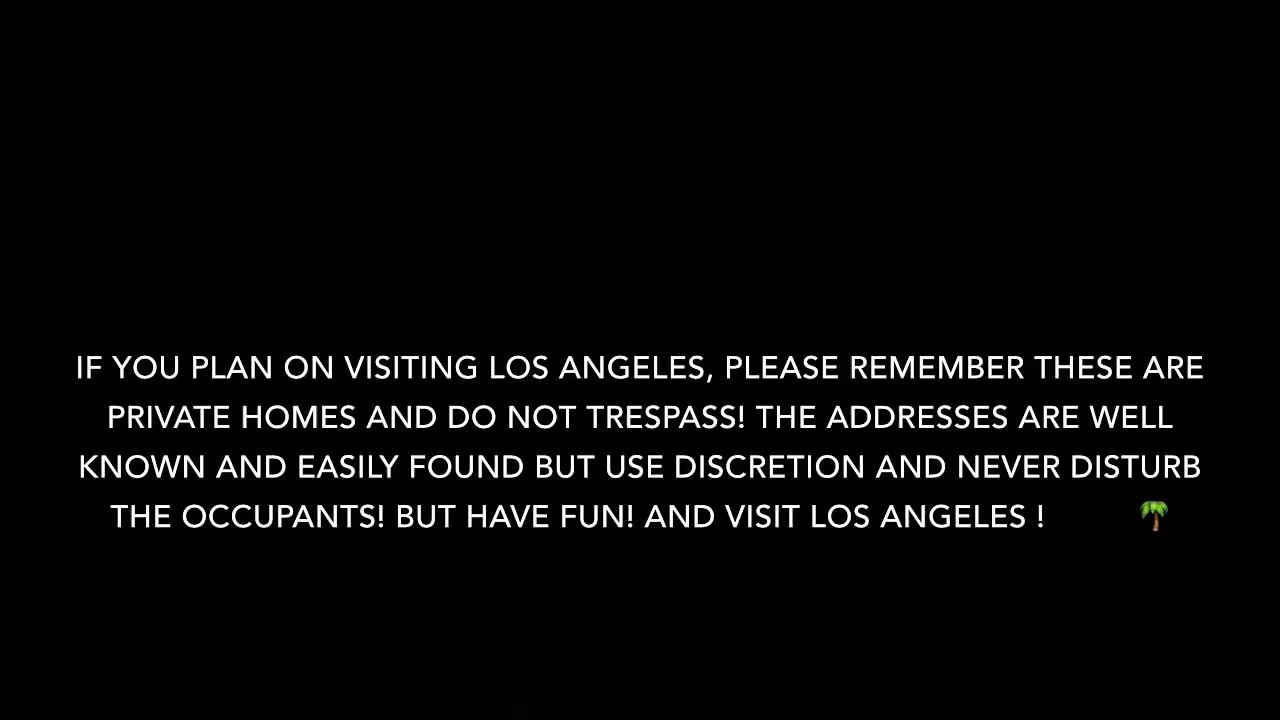 IF YOU PLAN ON VISITING LOS ANGELES, PLEASE REMEMBER THESE ARE
PRIVATE HOMES AND DO NOT TRESPASS! THE ADDRESSES ARE WELL
KNOWN AND EASILY FOUND BUT USE DISCRETION AND NEVER DISTURB
THE OCCUPANTS! BUT HAVE FUN! AND VISIT LOS ANGELES ! 🌴